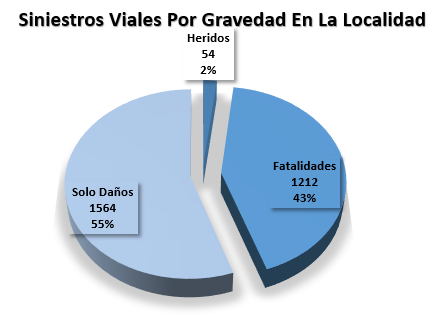 Siniestros Viales Por Gravedad En La Localidad
Heridos
54
2%
Fatalidades
1212
43%
Solo Daños
1564
55%